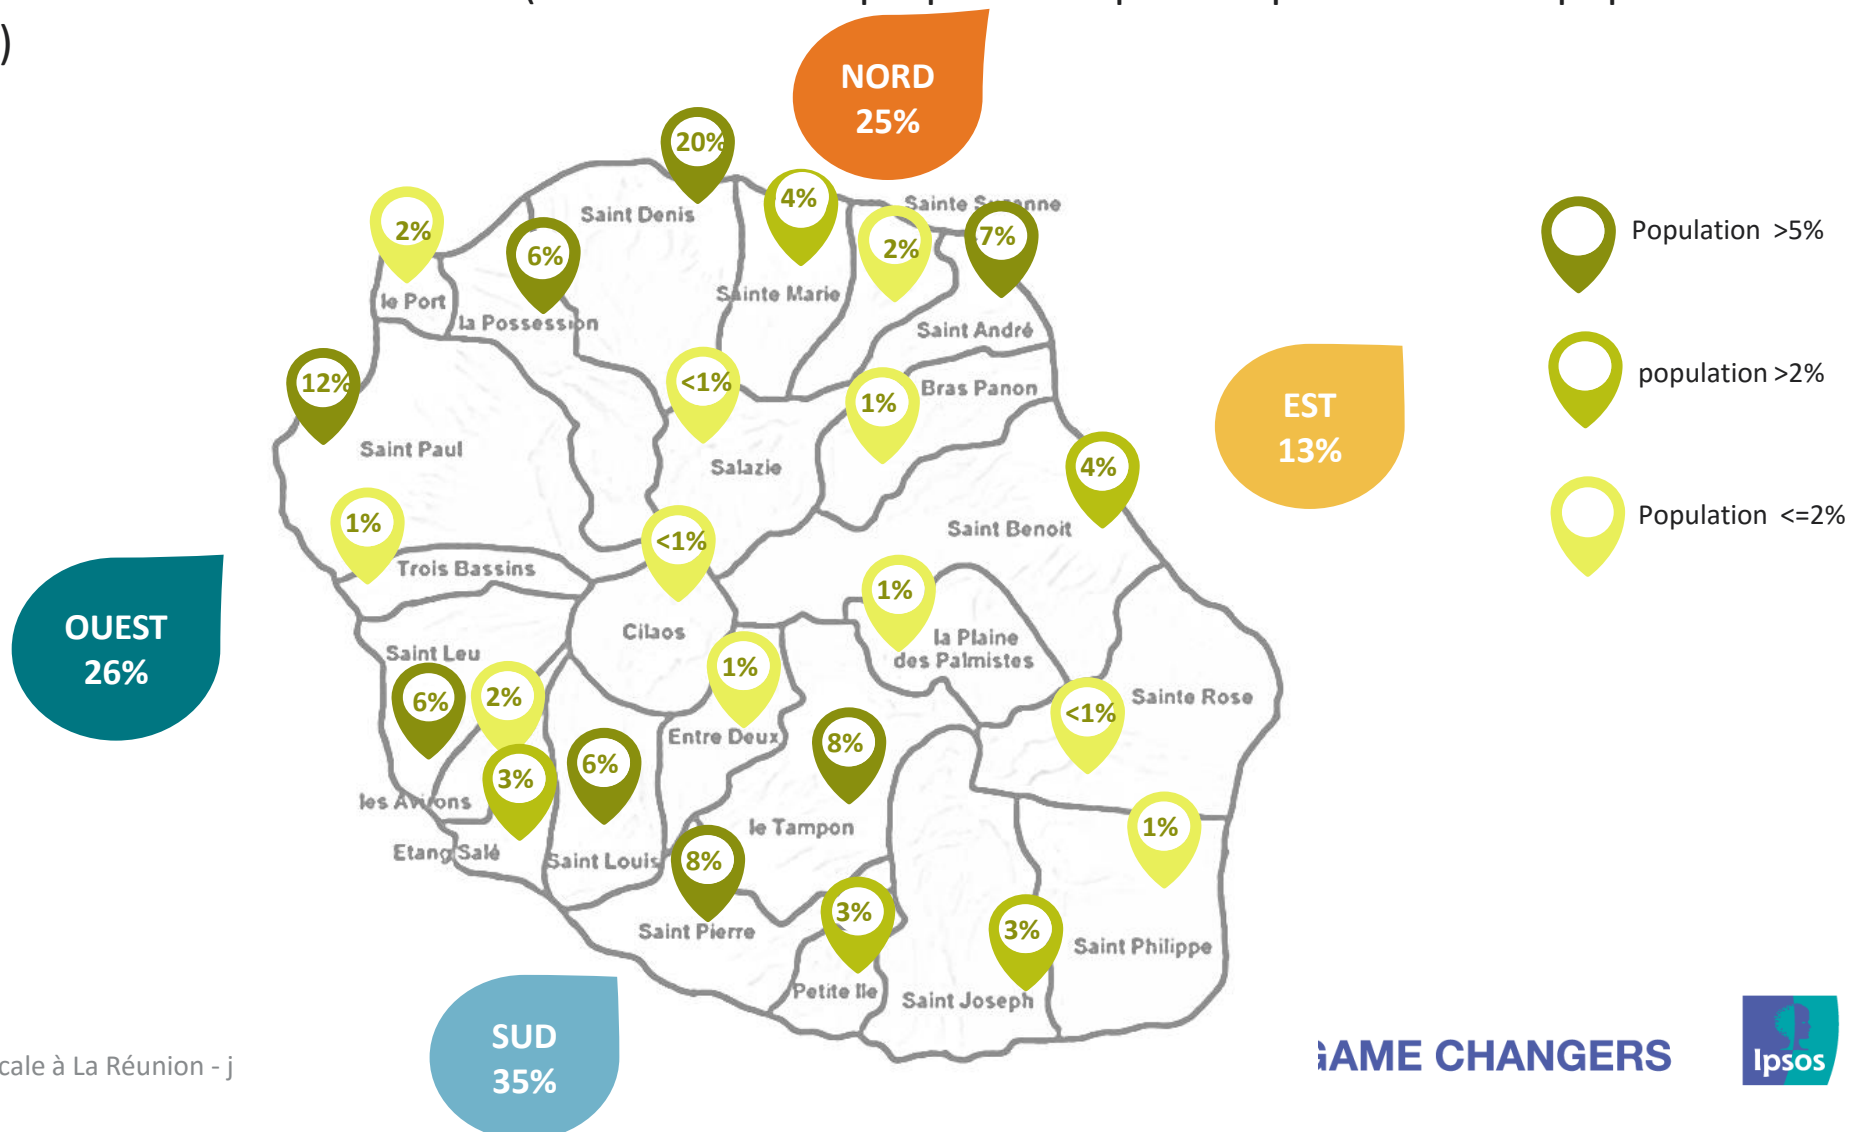 )
NORD
25%
20%
4%
Sainte Suzanne
Saint Denis
2%
6%
2%
7%
Sainte Marie
le Port
la Possession
Saint André
12%
<1%
1%
Bras Panon
Saint Paul
Salazie
4%
1%
<1%
Saint Benoit
Trois Bassins
1%
Cilaos
la Plaine
des Palmistes
Saint Leu
1%
6%
2%
Sainte Rose
<1%
Entre Deux
8%
6%
3%
les Avirons
le Tampon
1%
Etang Salé
Saint Louis
8%
3%
3%
Saint Pierre
Saint Philippe
Petite Ile
Saint Joseph
EST
13%
OUEST
26%
SUD
35%
Population >5%
population >2%
Population <=2%
cale à La Réunion - j
GAME CHANGERS
Ipsos